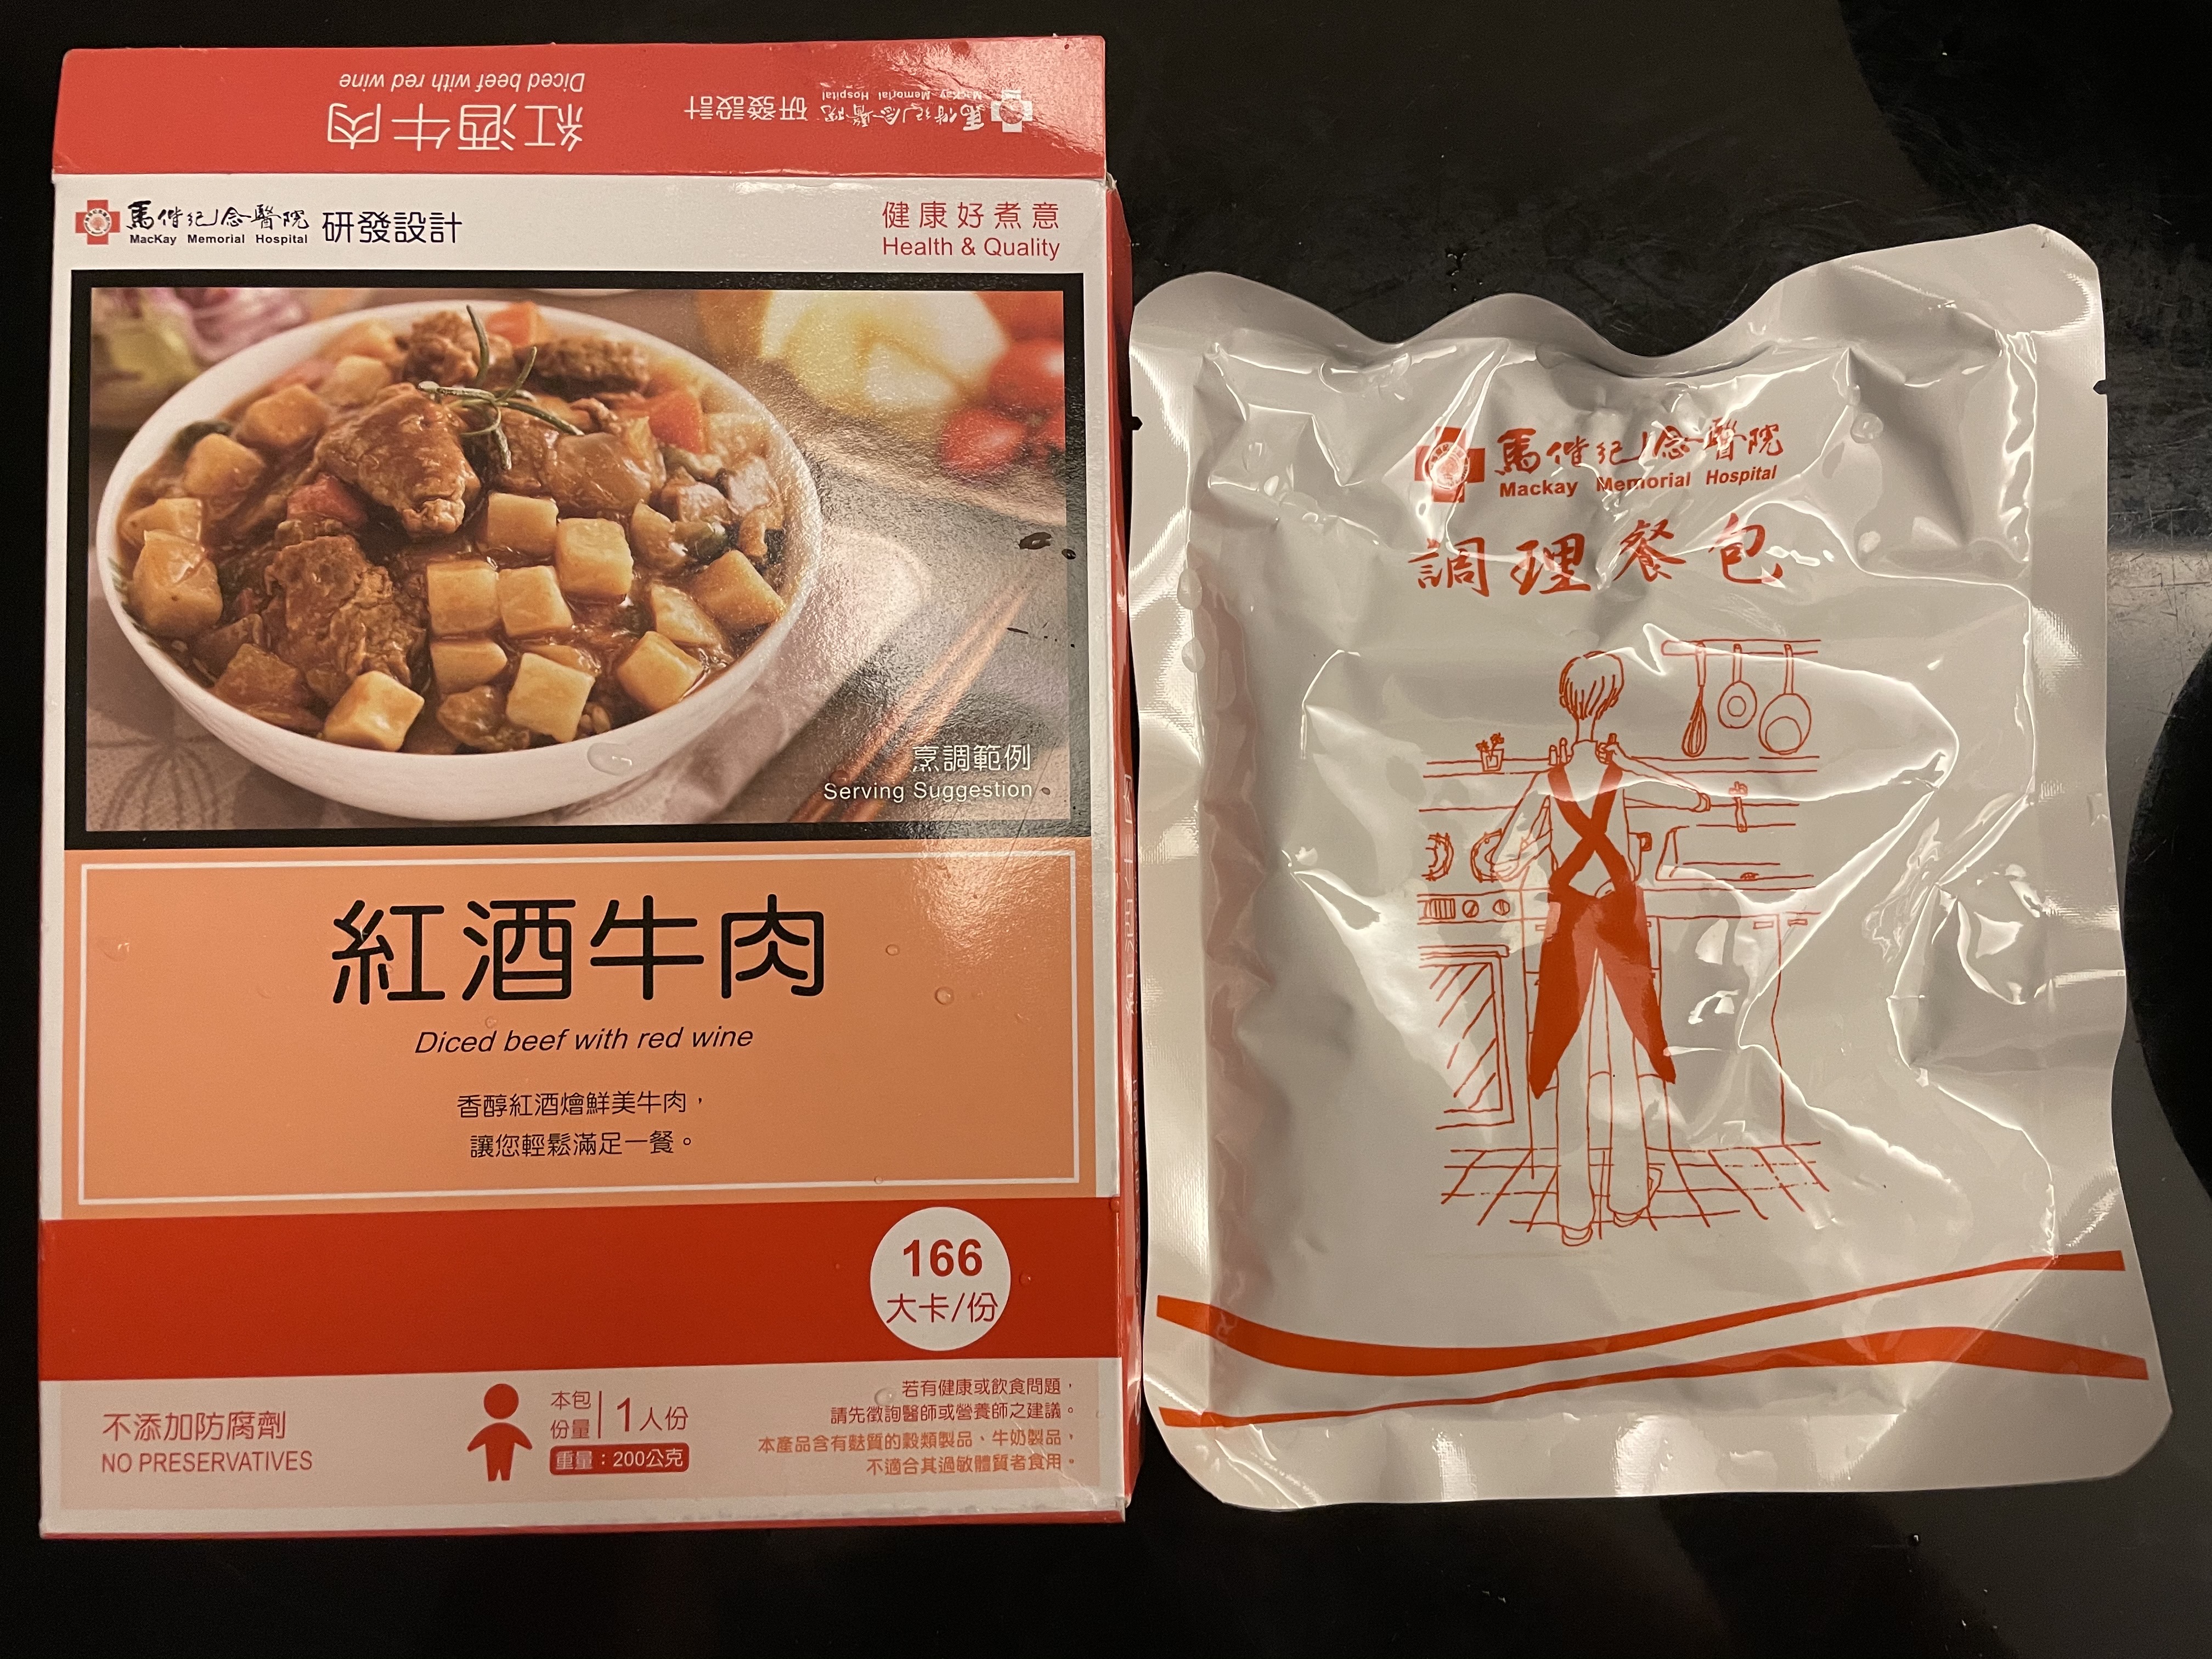 紅酒牛肉
Diced beef with red wine
馬偕紀念醫院 研發設計
MacKay Memorial Hospital
馬偕紀念醫院 研發設計
MacKay Memorial Hospital
健康好煮意
Health & Quality
烹調範例
Serving Suggestion
紅酒牛肉
Diced beef with red wine
香醇紅酒燴鮮美牛肉，
讓您輕鬆滿足一餐。
166
大卡/份
不添加防腐劑
NO PRESERVATIVES
本包
份量
1人份
重量：200公克
若有健康或飲食問題，
請先徵詢醫師或營養師之建議。
本產品含有麩質的穀類製品、牛奶製品，
不適合其過敏體質者食用。
馬偕紀念醫院
Mackay Memorial Hospital
調理餐包